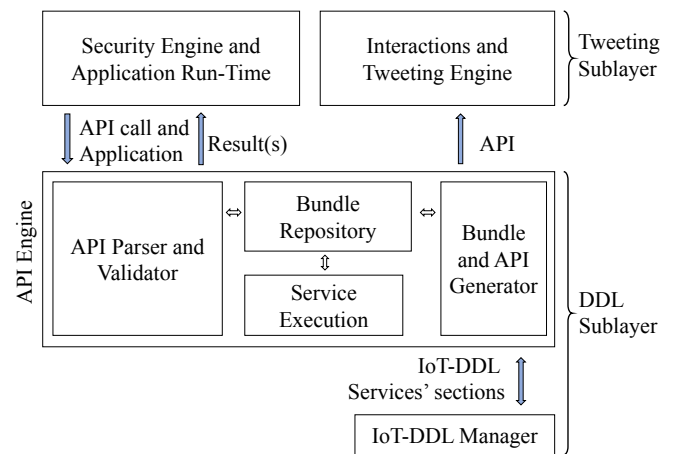 Security Engine and
Application Run-Time
Interactions and
Tweeting Engine
Tweeting
Sublayer
API call and
Application
Result(s)
API
API Engine
API Parser and
Validator
Bundle
Repository
Service
Execution
Bundle
and API
Generator
DDL
Sublayer
IoT-DDL
Services’ sections
IoT-DDL Manager